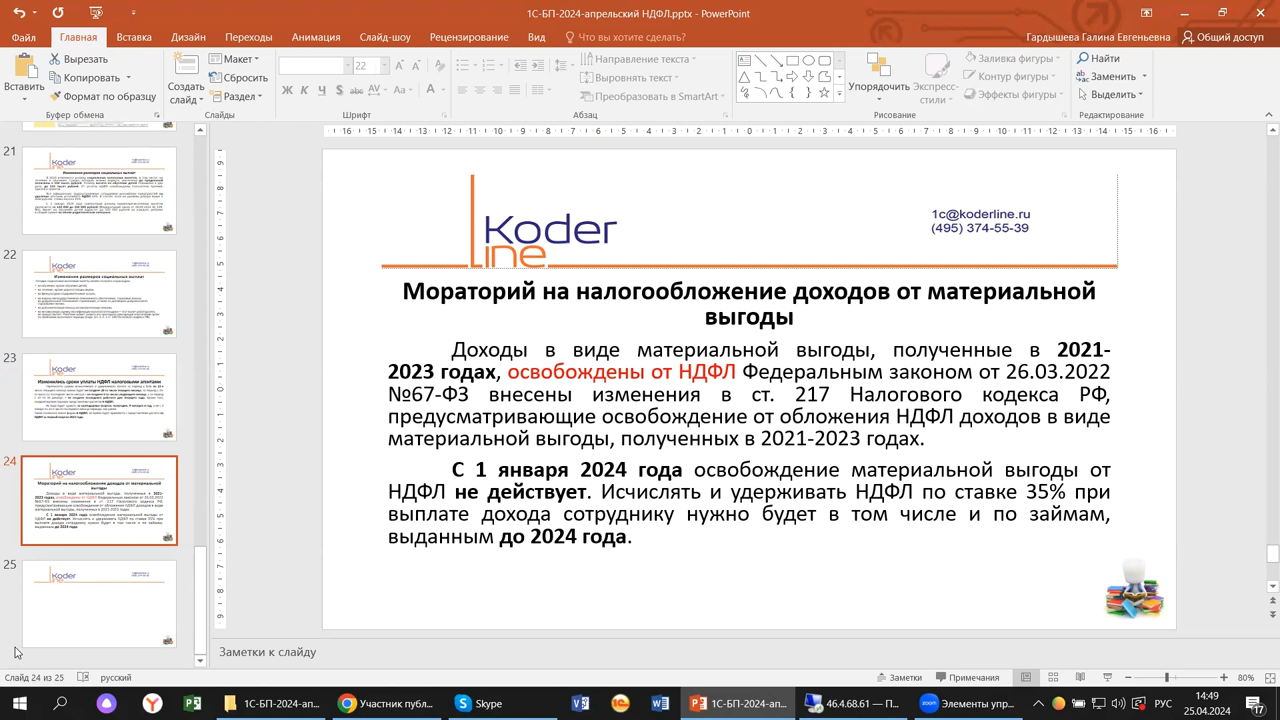 1С-БП-2024-апрельский НДФЛ.pptx - PowerPoint
Файл Главная Вставка Дизайн Переходы Анимация Слайд-шоу Рецензирование Вид Что вы хотите сделать? Гардышева Галина Евгеньевна Общий доступ
Вставить
Вырезать
Копировать
Формат по образцу
Буфер обмена
Создать слайд
Макет
Сбросить
Раздел
Слайды
22
Шрифт
Направление текста
Выровнять текст
Преобразовать в SmartArt
Абзац
Упорядочить
Экспресс-стили
Заливка фигуры
Контур фигуры
Эффекты фигуры
Рисование
Найти
Заменить
Выделить
Редактирование
21
22
23
24
25
Koder
line
1c@koderline.ru
(495) 374-55-39
Мораторий на налогообложение доходов от материальной
выгоды
Доходы в виде материальной выгоды, полученные в 2021-
2023 годах, освобождены от НДФЛ Федеральным законом от 26.03.2022
№67-ФЗ внесены изменения в ст. 217 Налогового кодекса РФ,
предусматривающие освобождение от обложения НДФЛ доходов в виде
материальной выгоды, полученных в 2021-2023 годах.
С 1 января 2024 года освобождение материальной выгоды от
НДФЛ не действует. Исчислять и удерживать НДФЛ по ставке 35% при
выплате дохода сотруднику нужно будет в том числе и по займам,
выданным до 2024 года.
Заметки к слайду
Слайд 24 из 25 русский Заметки Примечания 80%
1С-БП-2024-ап... Участник публ... Skype 1С-БП-2024-ап... 46.4.68.61 — П... Элементы упр... РУС 14:49
25.04.2024